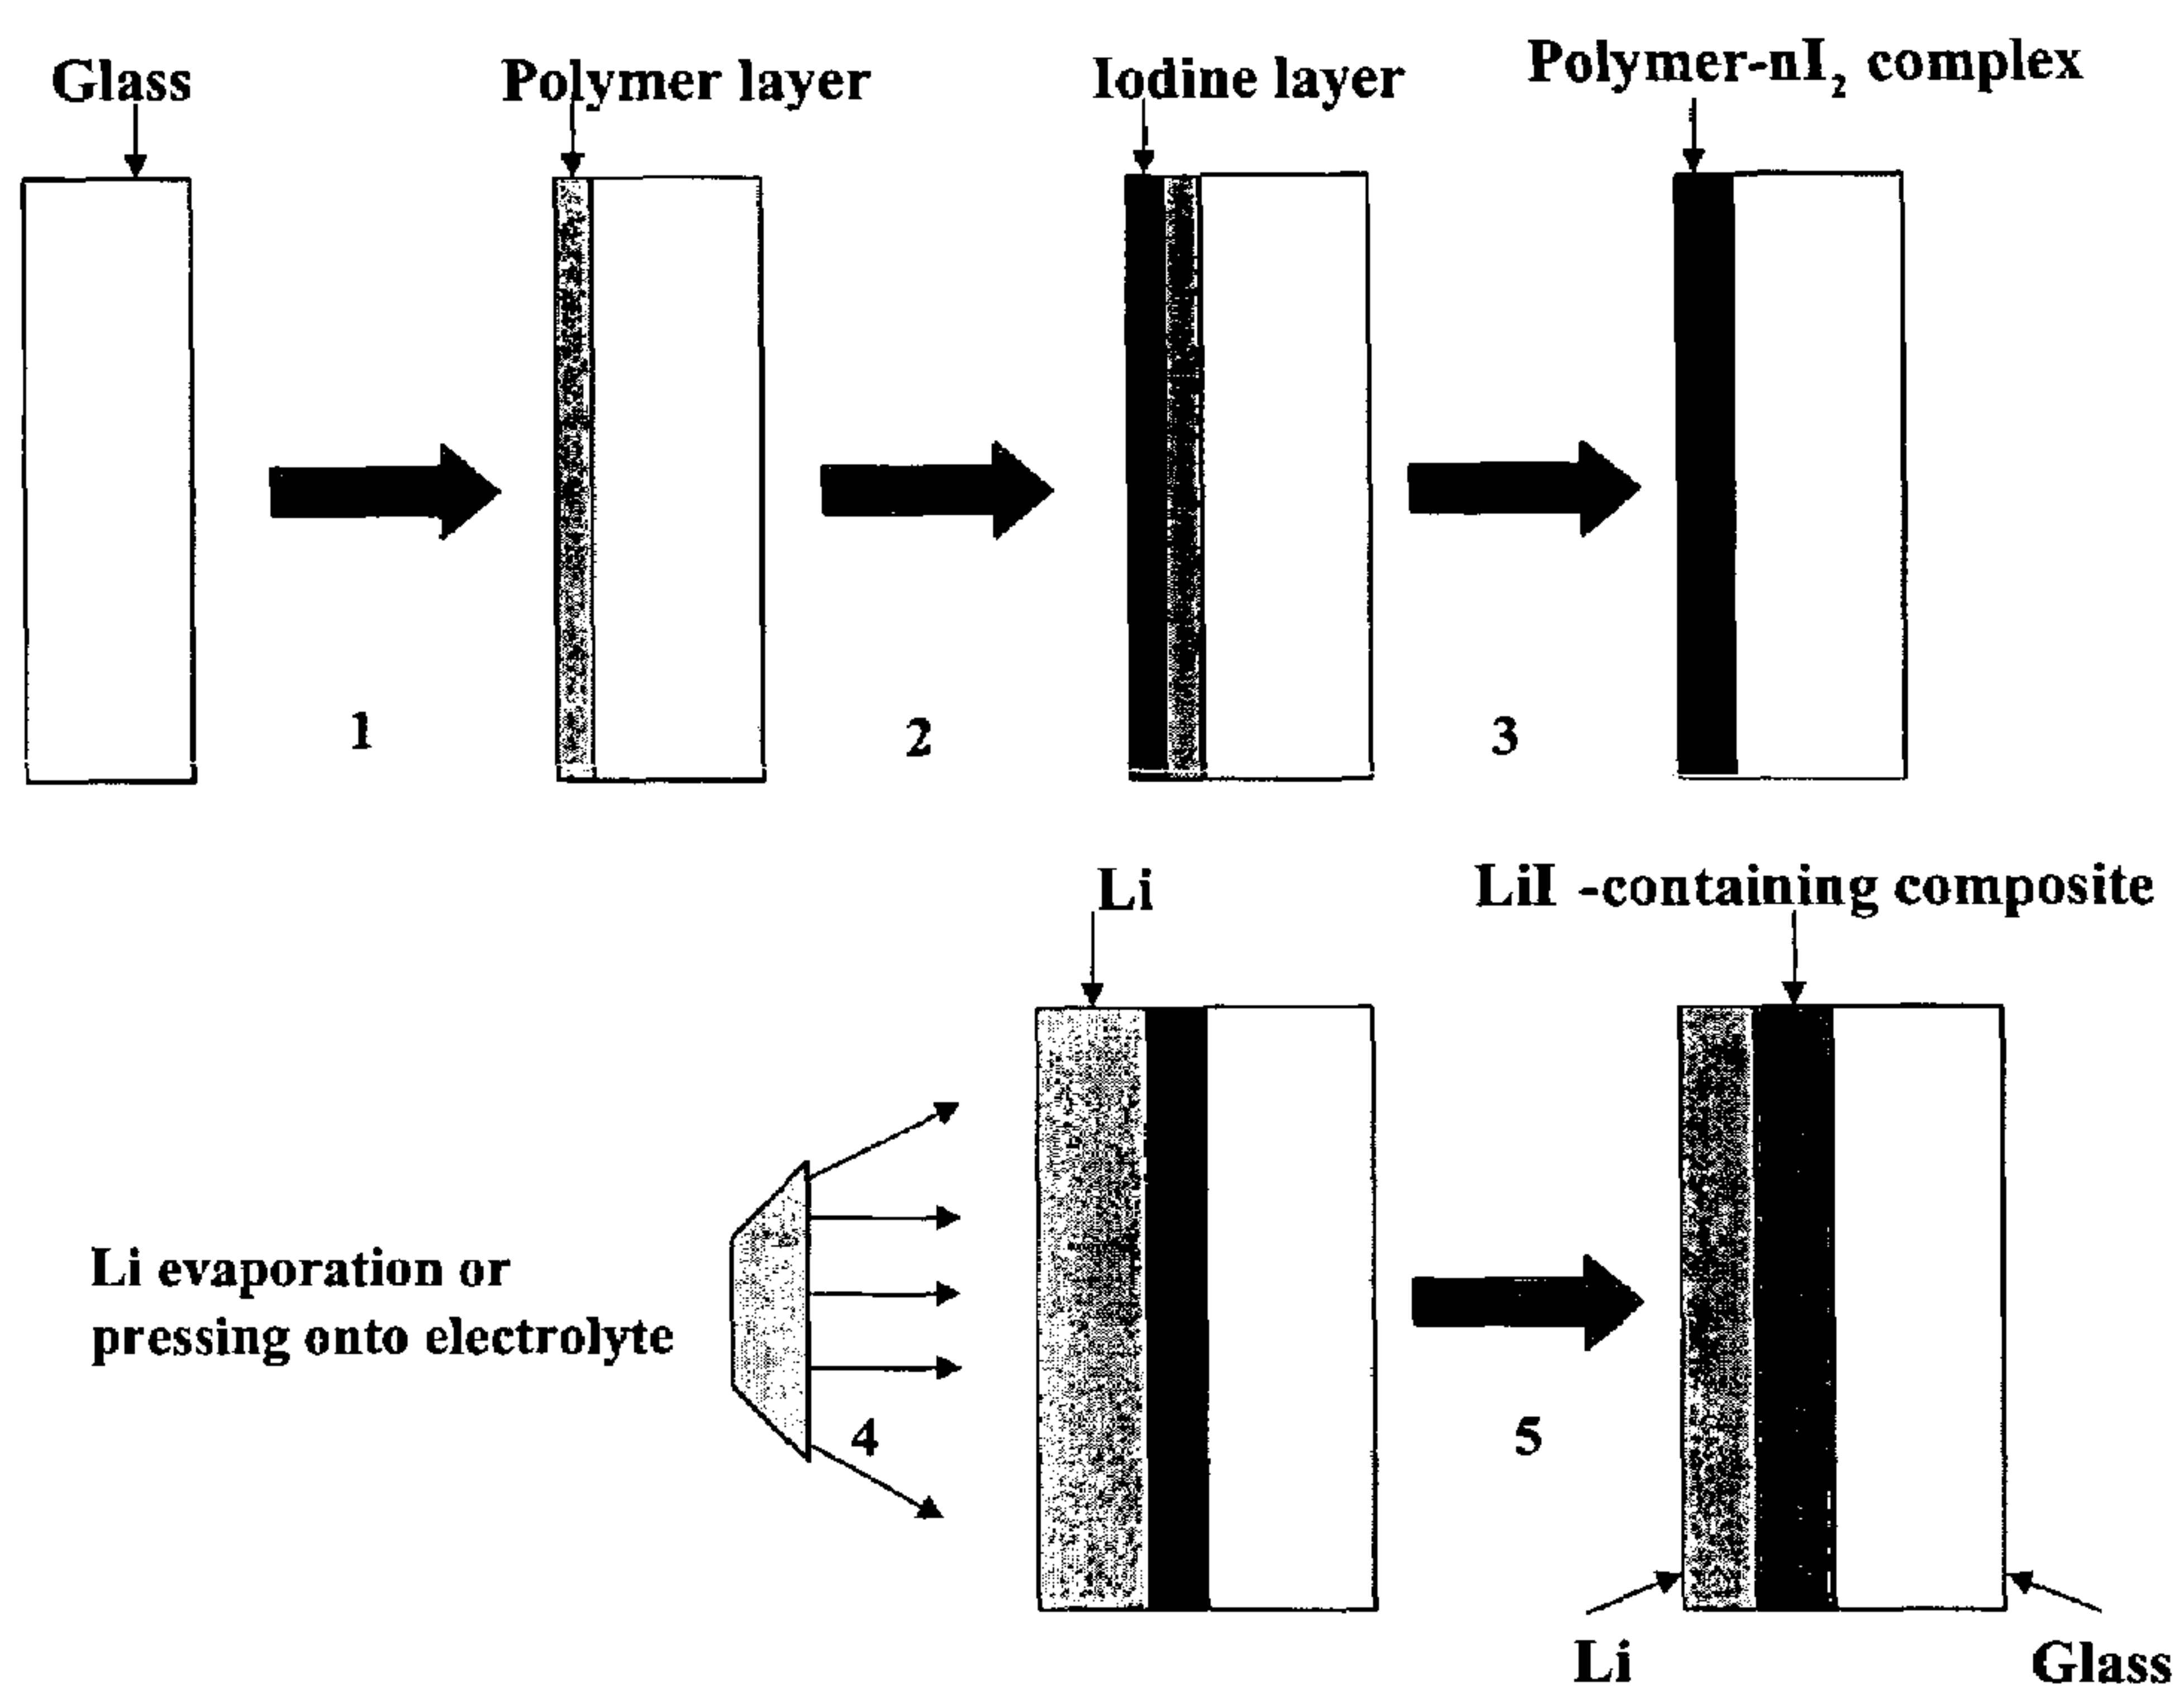 Glass
Polymer layer
Iodine layer
Polymer-nI₂ complex
1
2
3
Li
LiI -containing composite
Li evaporation or
pressing onto electrolyte
4
5
Li
Glass